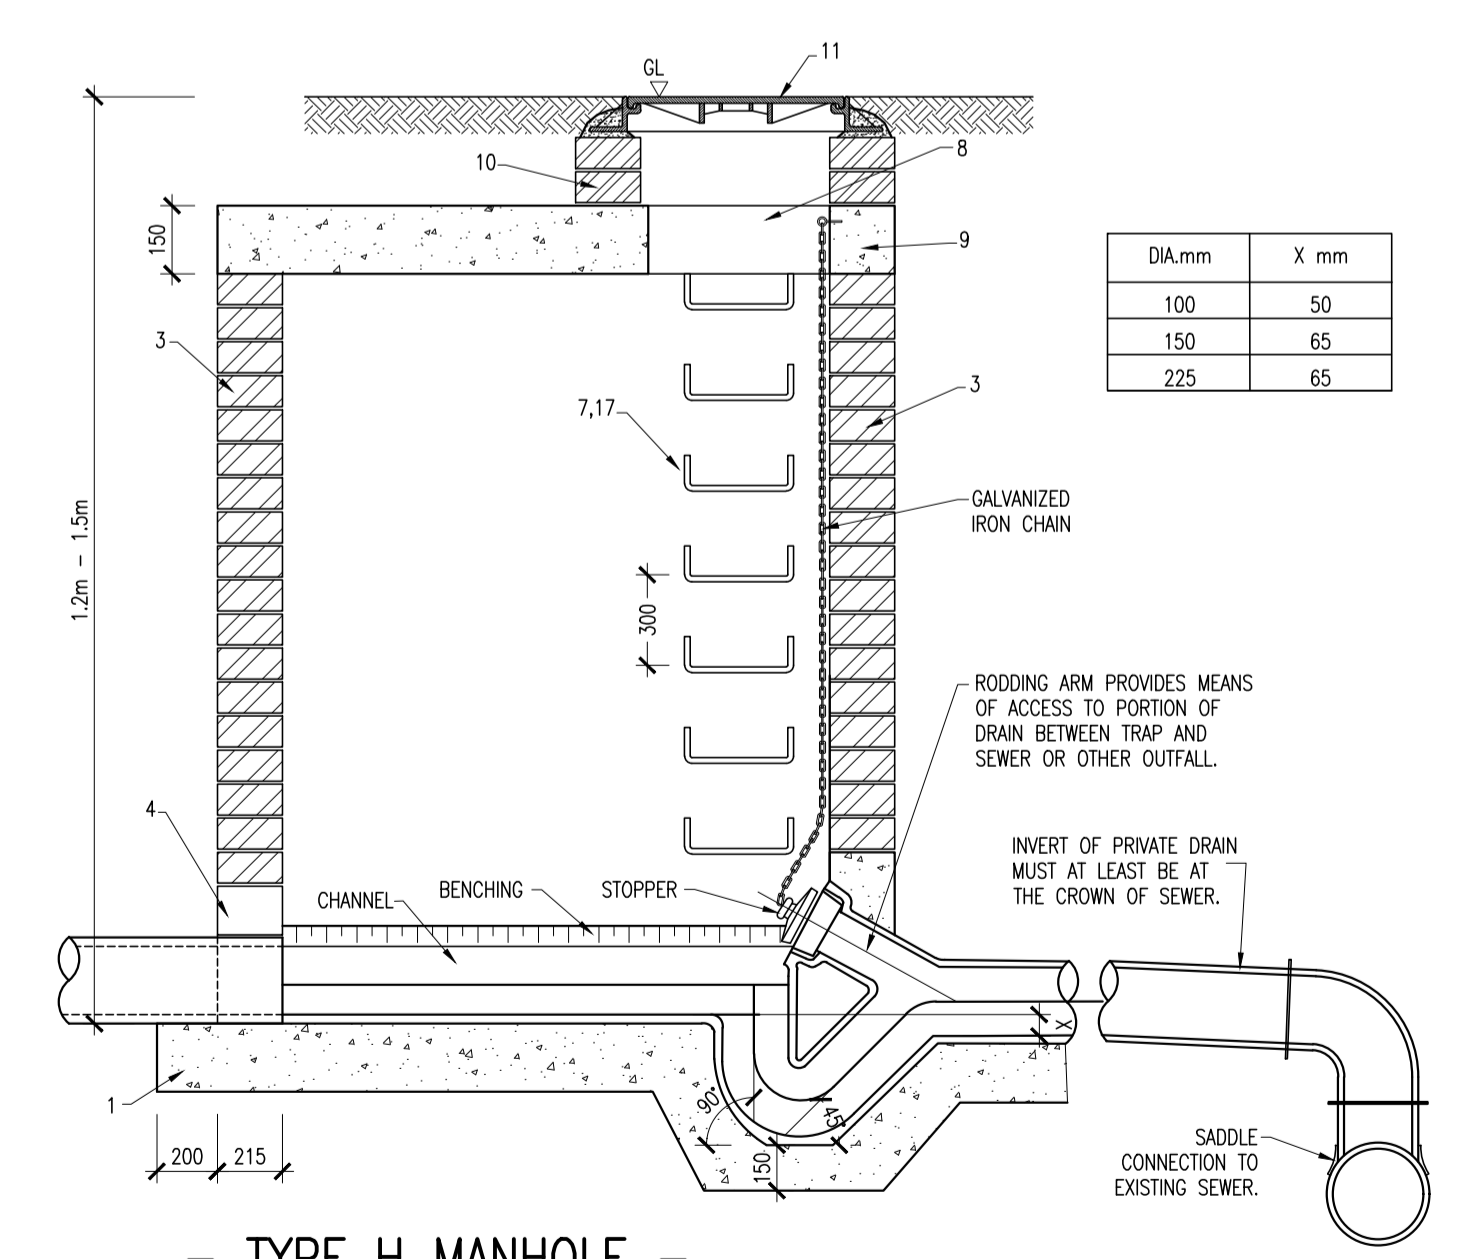 11
GL
10
8
150
9
DIA.mm X mm
100 50
150 65
225 65
3
3
7,17
1.2m - 1.5m
GALVANIZED
IRON CHAIN
300
RODDING ARM PROVIDES MEANS
OF ACCESS TO PORTION OF
DRAIN BETWEEN TRAP AND
SEWER OR OTHER OUTFALL.
4
INVERT OF PRIVATE DRAIN
MUST AT LEAST BE AT
THE CROWN OF SEWER.
CHANNEL
BENCHING
STOPPER
X
1
90°
45°
150
200 215
SADDLE
CONNECTION TO
EXISTING SEWER.
- TYPE H MANHOLE -